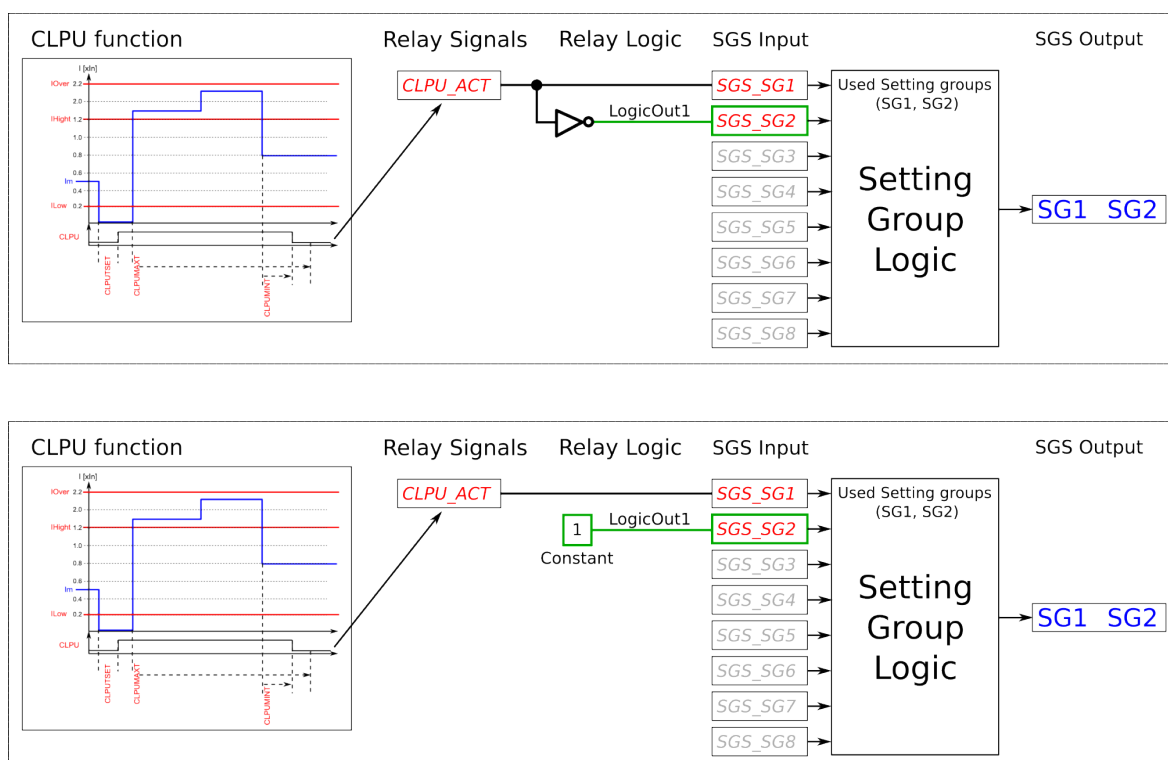 CLPU function
Relay Signals
Relay Logic
SGS Input
SGS Output
I [xIn]
IOver 2.2
2.0
IHight 1.2
1.0
0.8
0.6
Im
0.4
ILow 0.2
CLPU
CLPUTSET
CLPUMAXT
CLPUMINT
CLPU_ACT
LogicOut1
SGS_SG1
SGS_SG2
SGS_SG3
SGS_SG4
SGS_SG5
SGS_SG6
SGS_SG7
SGS_SG8
Used Setting groups
(SG1, SG2)
Setting
Group
Logic
SG1 SG2
CLPU function
Relay Signals
Relay Logic
SGS Input
SGS Output
I [xIn]
IOver 2.2
2.0
IHight 1.2
1.0
0.8
0.6
Im
0.4
ILow 0.2
CLPU
CLPUTSET
CLPUMAXT
CLPUMINT
CLPU_ACT
1
Constant
LogicOut1
SGS_SG1
SGS_SG2
SGS_SG3
SGS_SG4
SGS_SG5
SGS_SG6
SGS_SG7
SGS_SG8
Used Setting groups
(SG1, SG2)
Setting
Group
Logic
SG1 SG2